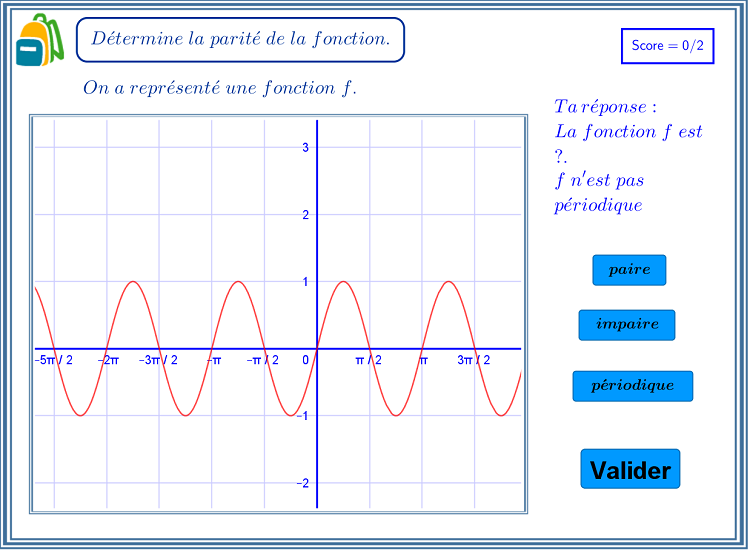 Détermine la parité de la fonction.
Score = 0/2
On a représenté une fonction f.
Ta réponse :
La fonction f est
?.
f n'est pas
périodique
3
2
1
-5π / 2 -2π -3π / 2 -π -π / 2 0 π / 2 π 3π / 2
-1
-2
paire
impaire
périodique
Valider